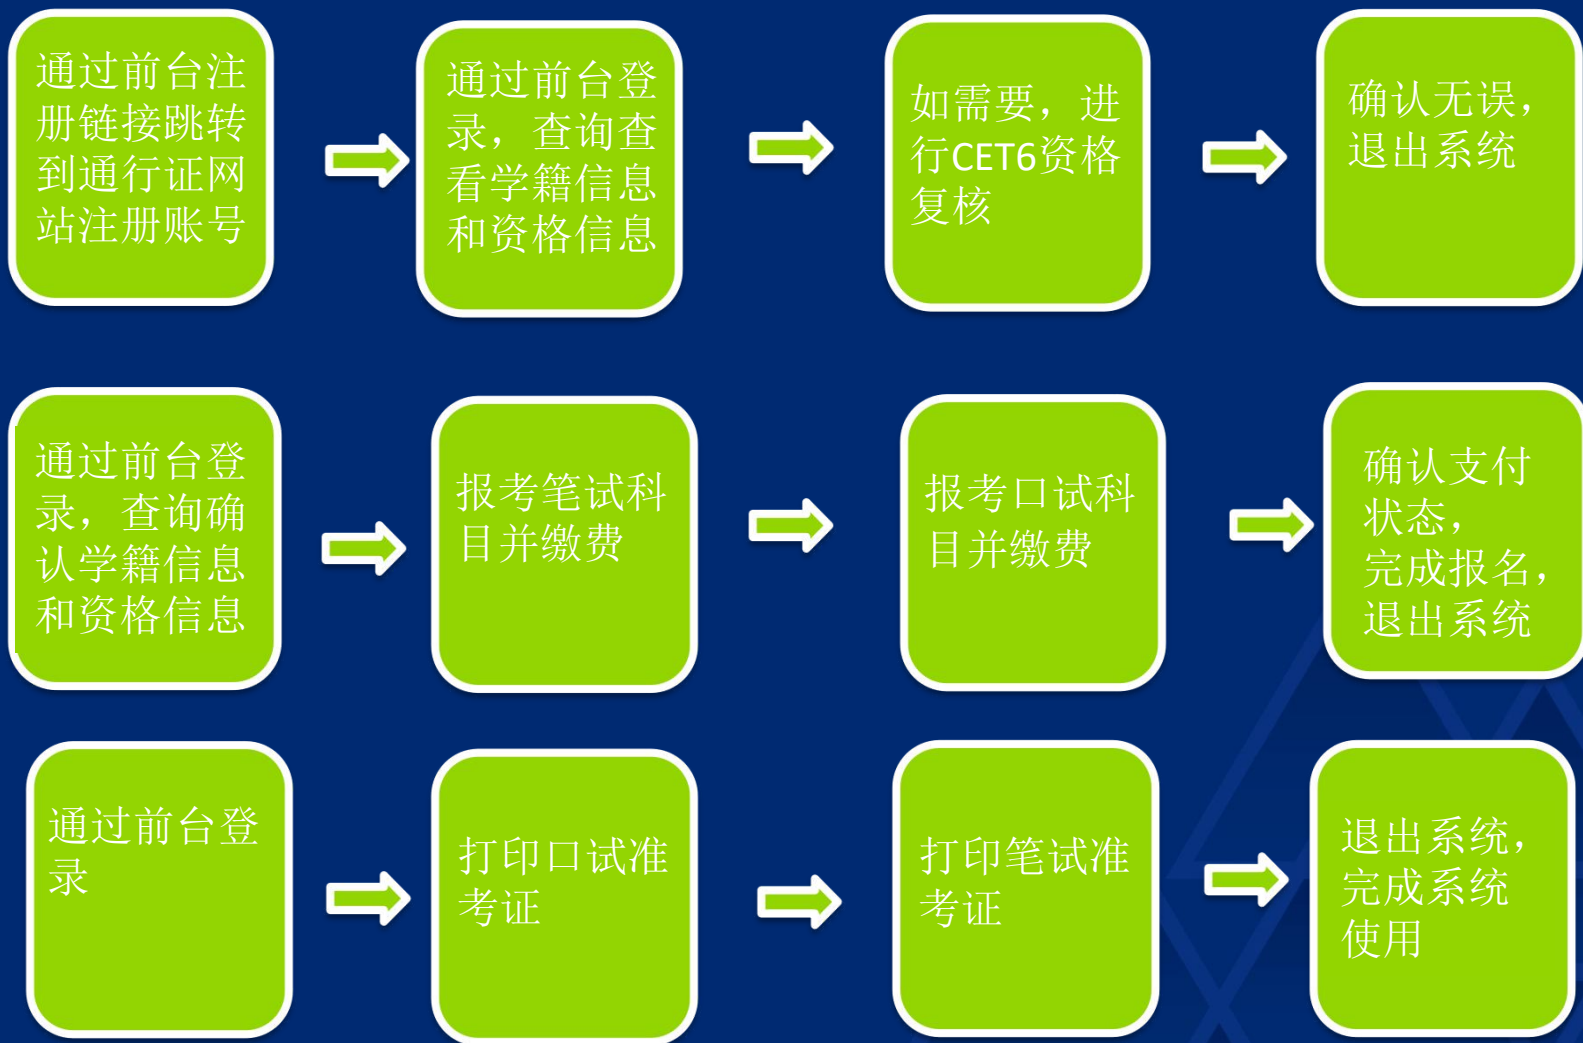 通过前台注
册链接跳转
到通行证网
站注册账号
通过前台登
录，查询查
看学籍信息
和资格信息
如需要，进
行CET6资格
复核
确认无误，
退出系统
通过前台登
录，查询确
认学籍信息
和资格信息
报考笔试科
目并缴费
报考口试科
目并缴费
确认支付
状态，
完成报名，
退出系统
通过前台登
录
打印口试准
考证
打印笔试准
考证
退出系统，
完成系统
使用